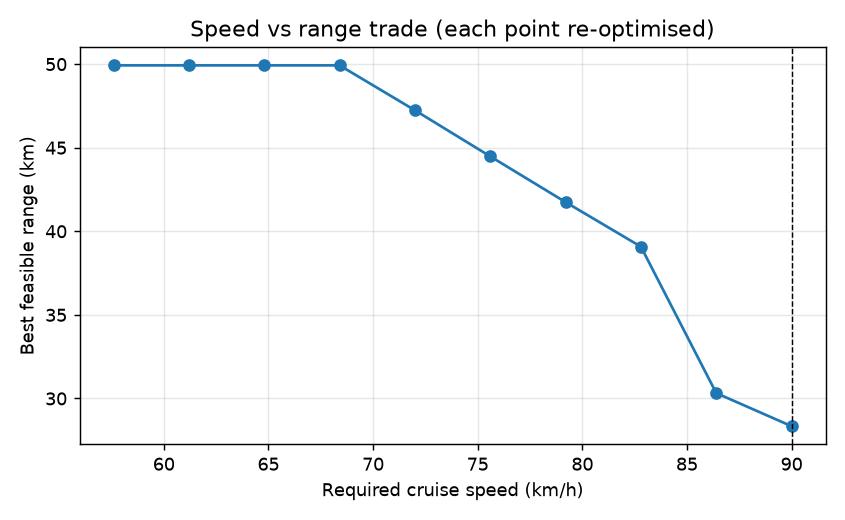 Speed vs range trade (each point re-optimised)
Best feasible range (km)
50
45
40
35
30
60 65 70 75 80 85 90
Required cruise speed (km/h)